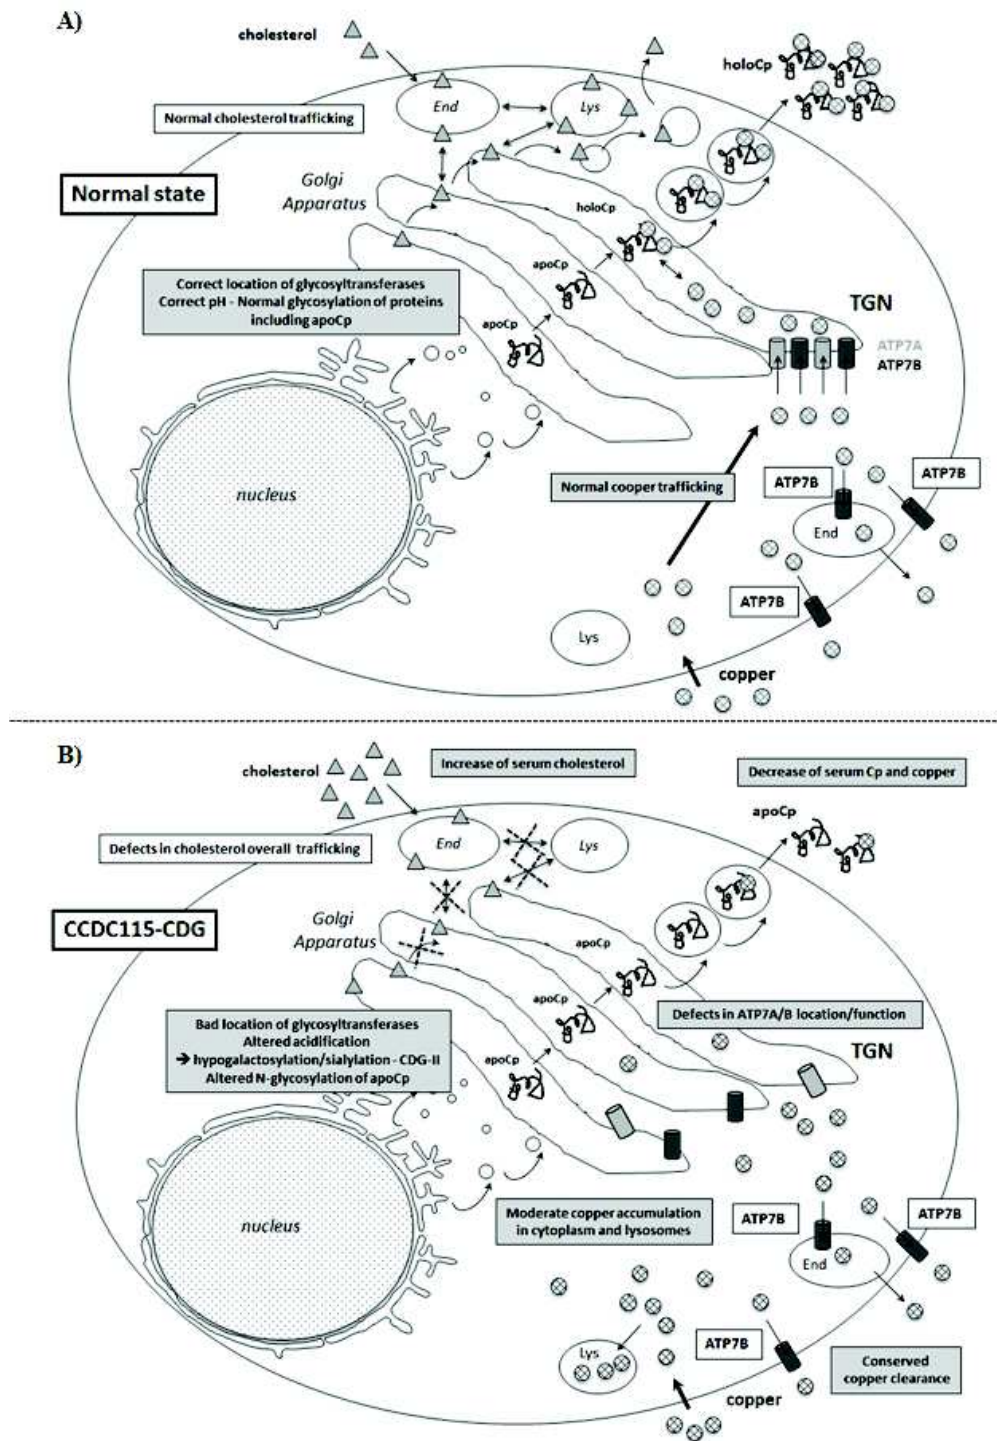 A)
cholesterol
holoCp
End
Lys
Normal cholesterol trafficking
Normal state
Golgi
Apparatus
holoCp
apoCp
Correct location of glycosyltransferases
Correct pH - Normal glycosylation of proteins
including apoCp
apoCp
TGN
ATP7A
ATP7B
nucleus
Normal cooper trafficking
ATP7B
ATP7B
End
ATP7B
Lys
copper
B)
cholesterol
Increase of serum cholesterol
Decrease of serum Cp and copper
apoCp
Defects in cholesterol overall trafficking
End
Lys
CCDC115-CDG
Golgi
Apparatus
apoCp
apoCp
Defects in ATP7A/B location/function
Bad location of glycosyltransferases
Altered acidification
➔ hypogalactosylation/sialylation - CDG-II
Altered N-glycosylation of apoCp
apoCp
TGN
nucleus
Moderate copper accumulation
in cytoplasm and lysosomes
ATP7B
ATP7B
End
Lys
ATP7B
Conserved
copper clearance
copper